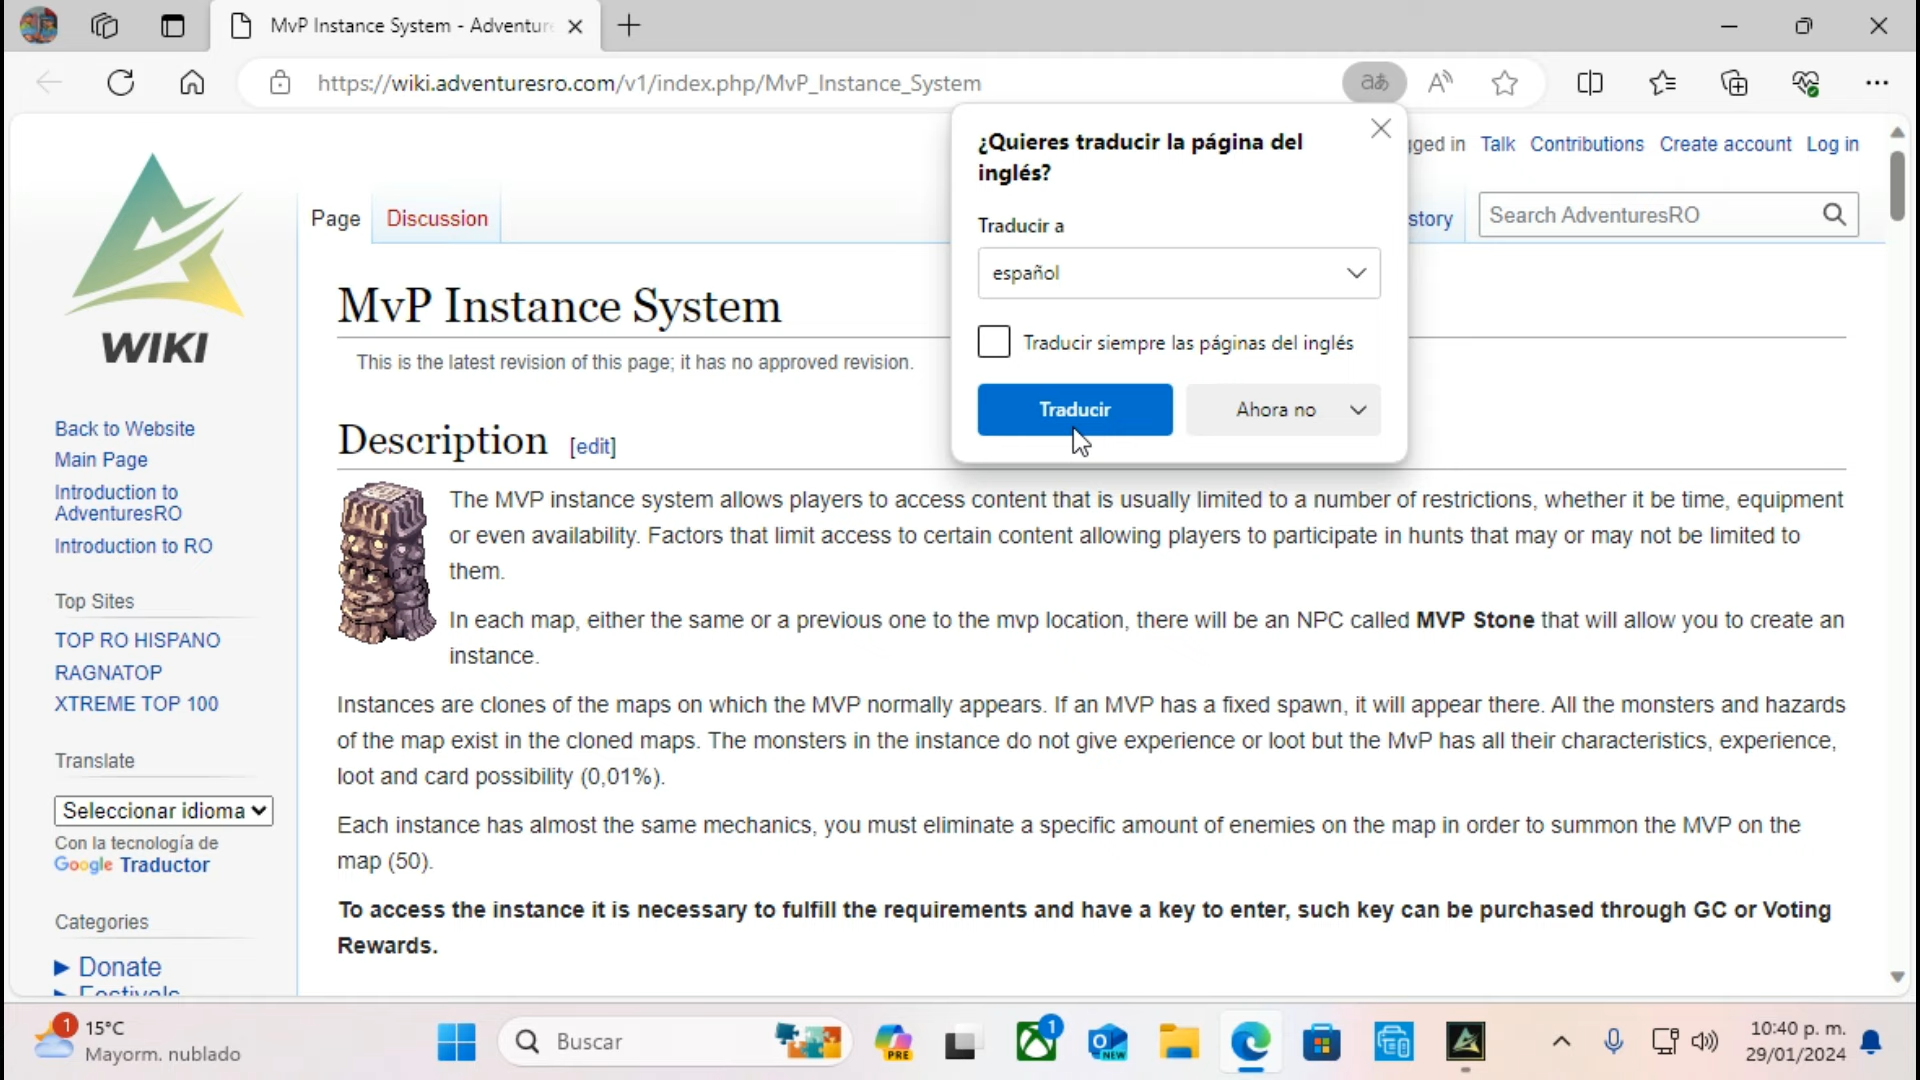 MvP Instance System - Adventure
https://wiki.adventuresro.com/v1/index.php/MvP_Instance_System
aあ
¿Quieres traducir la página del
inglés?
Traducir a
español
Traducir siempre las páginas del inglés
Traducir
Ahora no
gged in Talk Contributions Create account Log in
Page
Discussion
story
Search AdventuresRO
WIKI
MvP Instance System
This is the latest revision of this page; it has no approved revision.
Back to Website
Main Page
Introduction to
AdventuresRO
Introduction to RO
Top Sites
TOP RO HISPANO
RAGNATOP
XTREME TOP 100
Translate
Seleccionar idioma
Con la tecnología de
Google Traductor
Categories
Donate
Festivals
Description [edit]
The MVP instance system allows players to access content that is usually limited to a number of restrictions, whether it be time, equipment
or even availability. Factors that limit access to certain content allowing players to participate in hunts that may or may not be limited to
them.
In each map, either the same or a previous one to the mvp location, there will be an NPC called MVP Stone that will allow you to create an
instance.
Instances are clones of the maps on which the MVP normally appears. If an MVP has a fixed spawn, it will appear there. All the monsters and hazards
of the map exist in the cloned maps. The monsters in the instance do not give experience or loot but the MvP has all their characteristics, experience,
loot and card possibility (0,01%).
Each instance has almost the same mechanics, you must eliminate a specific amount of enemies on the map in order to summon the MVP on the
map (50).
To access the instance it is necessary to fulfill the requirements and have a key to enter, such key can be purchased through GC or Voting
Rewards.
1
15°C
Mayorm. nublado
Buscar
PRE
1
NEW
10:40 p. m.
29/01/2024